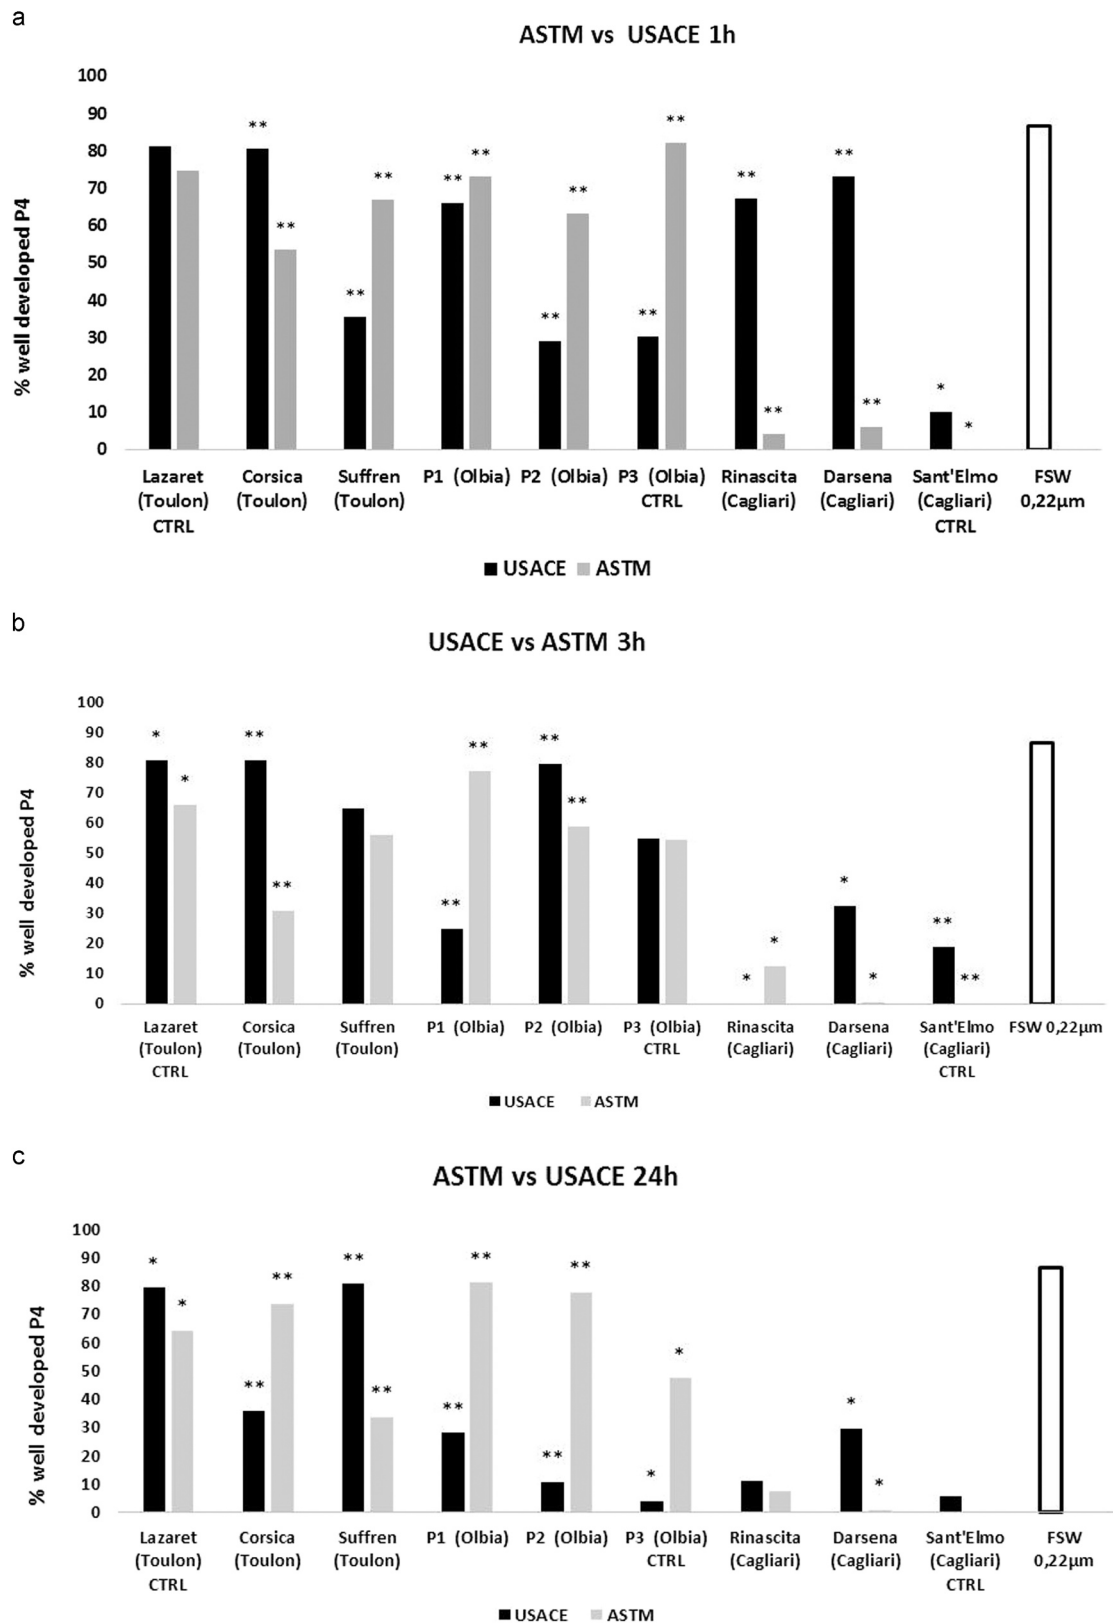 a
ASTM vs USACE 1h
% well developed P4
100
90
80
70
60
50
40
30
20
10
0
** ** ** ** ** ** ** ** ** ** ** ** ** ** ** * *
Lazaret Corsica Suffren P1 (Olbia) P2 (Olbia) P3 (Olbia) Rinascita Darsena Sant'Elmo FSW
(Toulon) (Toulon) (Toulon) CTRL (Cagliari) (Cagliari) (Cagliari) 0,22µm
CTRL CTRL
USACE ASTM
b
USACE vs ASTM 3h
% well developed P4
100
90
80
70
60
50
40
30
20
10
0
* * ** ** ** ** ** ** * * * * ** **
Lazaret Corsica Suffren P1 (Olbia) P2 (Olbia) P3 (Olbia) Rinascita Darsena Sant'Elmo FSW 0,22µm
(Toulon) (Toulon) (Toulon) CTRL (Cagliari) (Cagliari) (Cagliari)
CTRL CTRL
USACE ASTM
c
ASTM vs USACE 24h
% well developed P4
100
90
80
70
60
50
40
30
20
10
0
* * ** ** ** ** ** ** ** ** * * * *
Lazaret Corsica Suffren P1 (Olbia) P2 (Olbia) P3 (Olbia) Rinascita Darsena Sant'Elmo FSW
(Toulon) (Toulon) (Toulon) CTRL (Cagliari) (Cagliari) (Cagliari) 0,22µm
CTRL CTRL
USACE ASTM